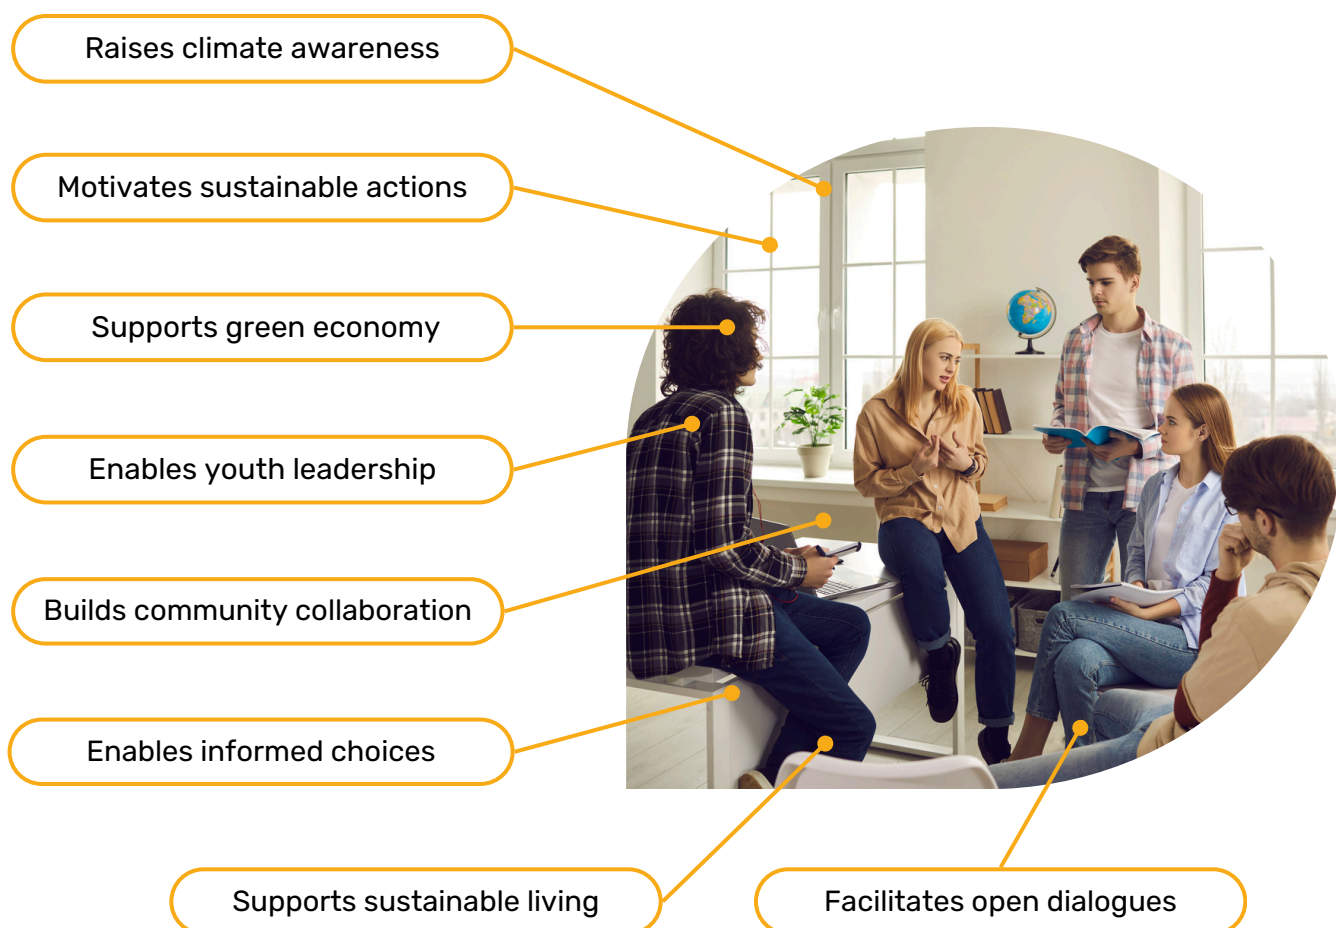 Raises climate awareness
Motivates sustainable actions
Supports green economy
Enables youth leadership
Builds community collaboration
Enables informed choices
Supports sustainable living
Facilitates open dialogues